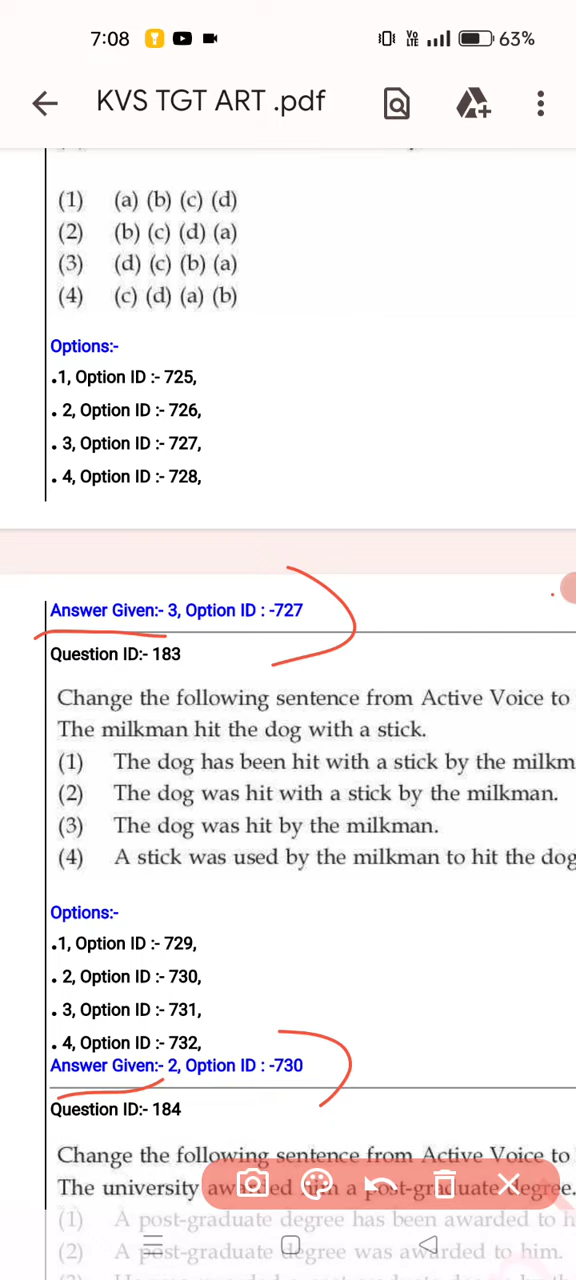 7:08 VO LTE 63%
KVS TGT ART .pdf
(1) (a) (b) (c) (d)
(2) (b) (c) (d) (a)
(3) (d) (c) (b) (a)
(4) (c) (d) (a) (b)
Options:-
.1, Option ID :- 725,
. 2, Option ID :- 726,
. 3, Option ID :- 727,
. 4, Option ID :- 728,
Answer Given:- 3, Option ID : -727
Question ID:- 183
Change the following sentence from Active Voice to
The milkman hit the dog with a stick.
(1) The dog has been hit with a stick by the milkm
(2) The dog was hit with a stick by the milkman.
(3) The dog was hit by the milkman.
(4) A stick was used by the milkman to hit the dog
Options:-
.1, Option ID :- 729,
. 2, Option ID :- 730,
. 3, Option ID :- 731,
. 4, Option ID :- 732,
Answer Given:- 2, Option ID : -730
Question ID:- 184
Change the following sentence from Active Voice to
The university awarded him a post-graduate degree.
(1) A post-graduate degree has been awarded to h
(2) A post-graduate degree was awarded to him.